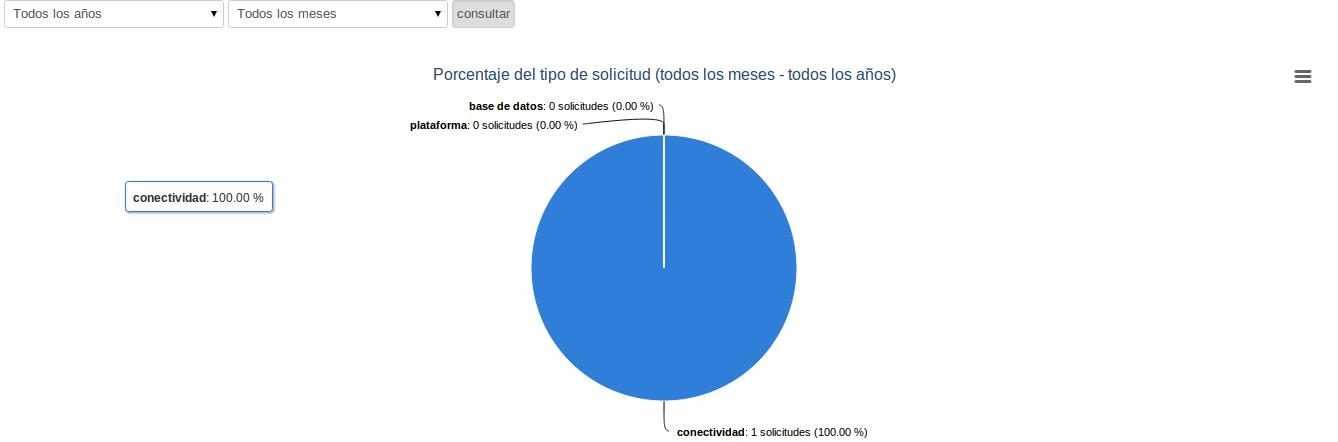 Todos los años
Todos los meses
consultar
Porcentaje del tipo de solicitud (todos los meses - todos los años)
base de datos: 0 solicitudes (0.00 %)
plataforma: 0 solicitudes (0.00 %)
conectividad: 100.00 %
conectividad: 1 solicitudes (100.00 %)